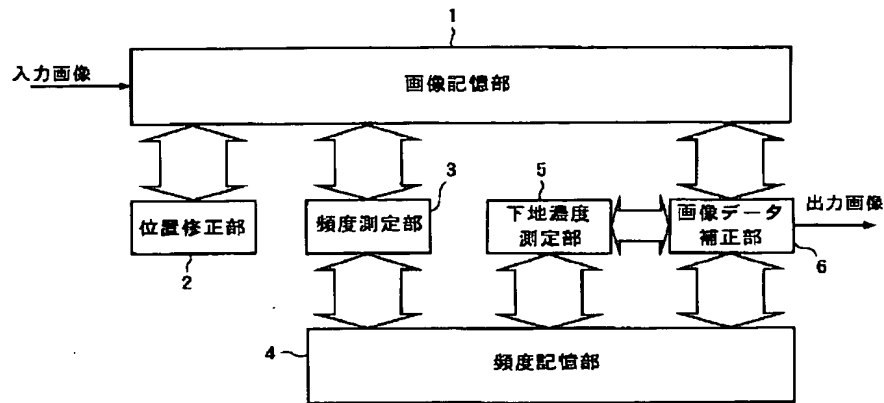 1
入力画像
画像記憶部
3
5
位置修正部
頻度測定部
下地濃度
測定部
画像データ
補正部
出力画像
2
6
4
頻度記憶部